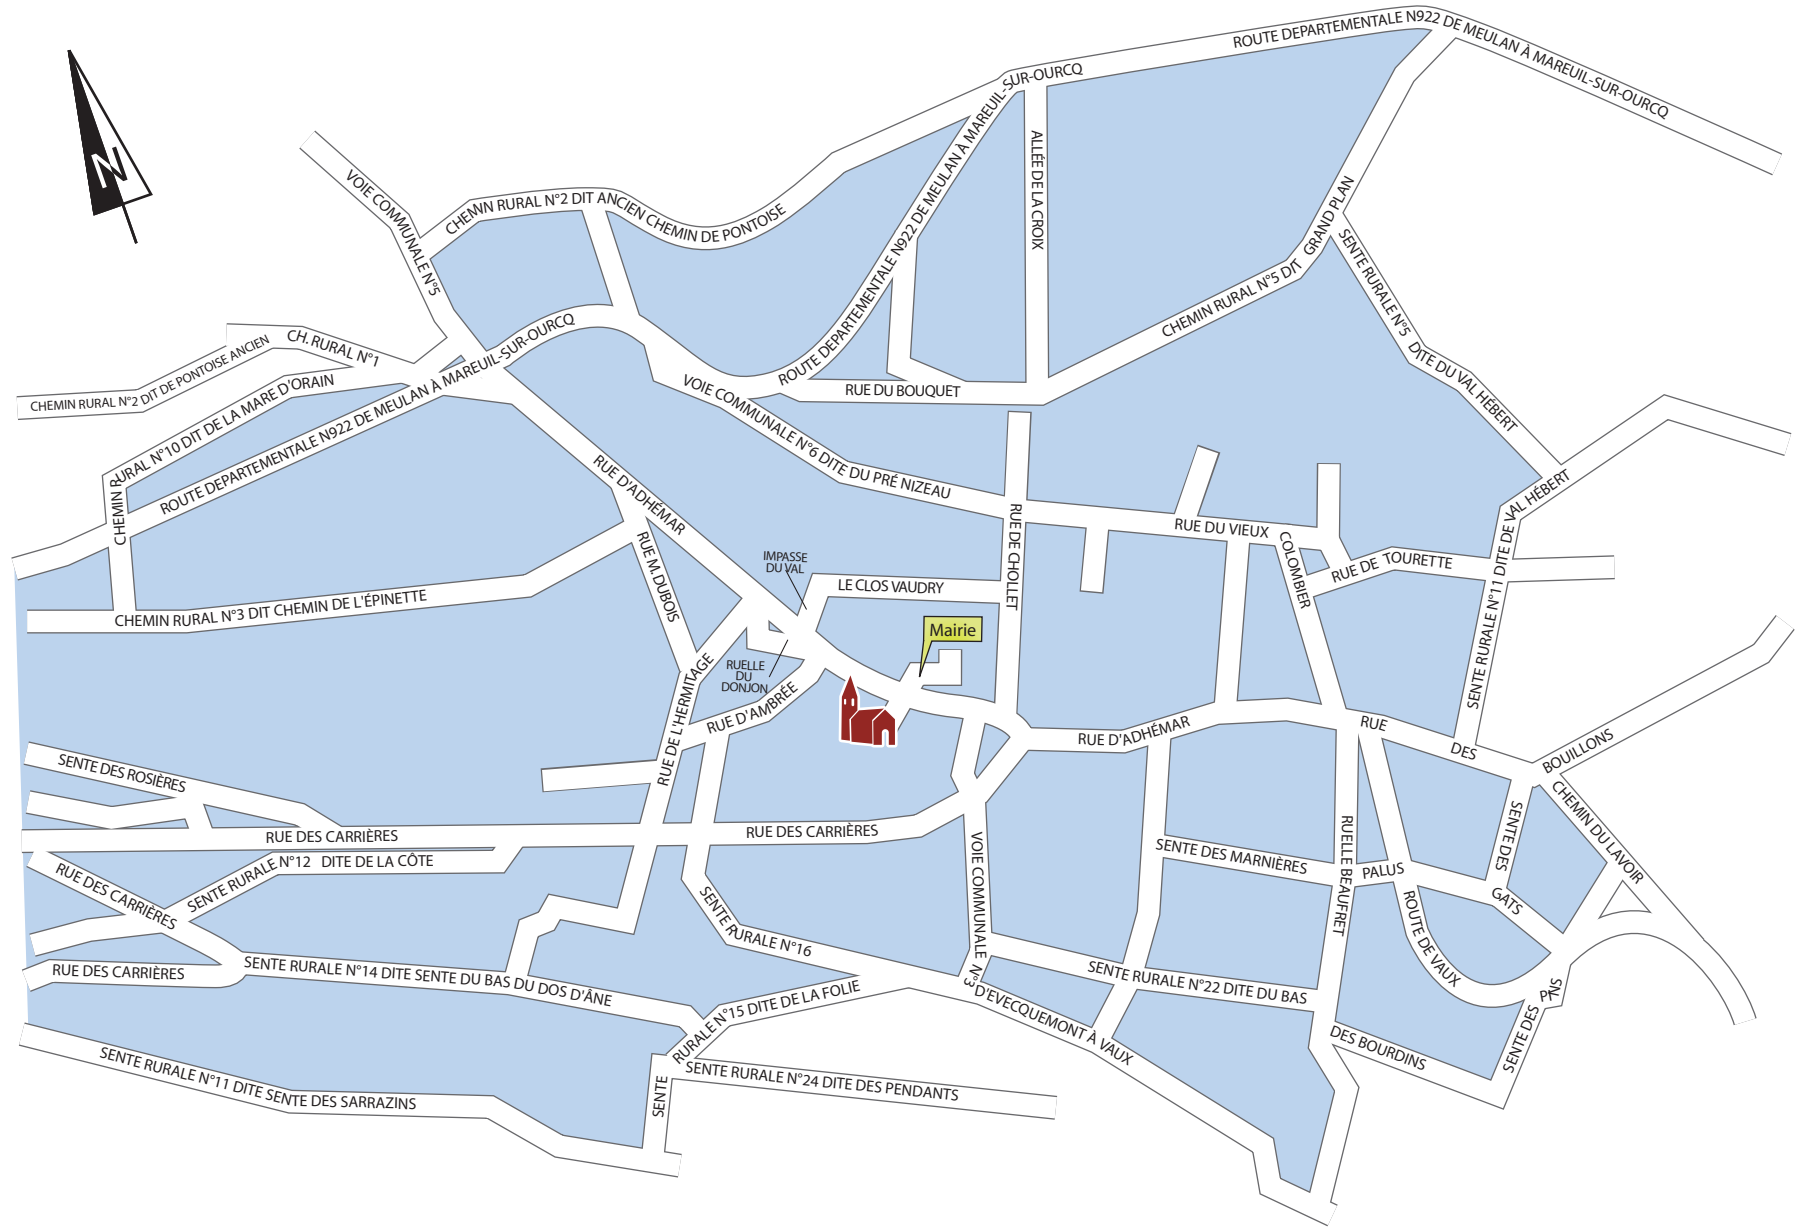 ROUTE DEPARTEMENTALE N922 DE MEULAN À MAREUIL-SUR-OURCQ
N
VOIE COMMUNALE N°5
CHEMNN RURAL N°2 DIT ANCIEN CHEMIN DE PONTOISE
ROUTE DEPARTEMENTALE N922 DE MEULAN À MAREUIL-SUR-OURCQ
ALLÉE DE LA CROIX
CHEMIN RURAL N°5 DIT GRAND PLAN
SENTE RURALE N°5 DITE DU VAL HÉBERT
CH. RURAL N°1
CHEMIN RURAL N°2 DIT DE PONTOISE ANCIEN
CHEMIN RURAL N°10 DIT DE LA MARE D'ORAIN
ROUTE DEPARTEMENTALE N922 DE MEULAN À MAREUIL-SUR-OURCQ
RUE DU BOUQUET
VOIE COMMUNALE N°6 DITE DU PRÉ NIZEAU
RUE D'ADHÉMAR
RUE M.DUBOIS
RUE DE CHOLLET
RUE DU VIEUX
COLOMBIER
RUE DE TOURETTE
SENTE RURALE N°11 DITE DE VAL HÉBERT
IMPASSE
DU VAL
LE CLOS VAUDRY
CHEMIN RURAL N°3 DIT CHEMIN DE L'ÉPINETTE
Mairie
RUELLE
DU
DONJON
RUE D'AMBRÉE
RUE DE L'HERMITAGE
RUE D'ADHÉMAR
RUE
DES
BOUILLONS
SENTE DES ROSIÈRES
RUE DES CARRIÈRES
RUE DES CARRIÈRES
SENTE RURALE N°12 DITE DE LA CÔTE
RUE DES CARRIÈRES
RUE DES CARRIÈRES
SENTE RURALE N°14 DITE SENTE DU BAS DU DOS D'ÂNE
SENTE RURALE N°16
VOIE COMMUNALE N°3 D'EVECQUEMONT À VAUX
SENTE DES MARNIÈRES
PALUS
RUELLE BEAUFRET
SENTE DES
GATS
CHEMIN DU LAVOIR
ROUTE DE VAUX
SENTE RURALE N°22 DITE DU BAS
DES BOURDINS
SENTE DES
PINS
SENTE RURALE N°15 DITE DE LA FOLIE
SENTE RURALE N°24 DITE DES PENDANTS
SENTE RURALE N°11 DITE SENTE DES SARRAZINS